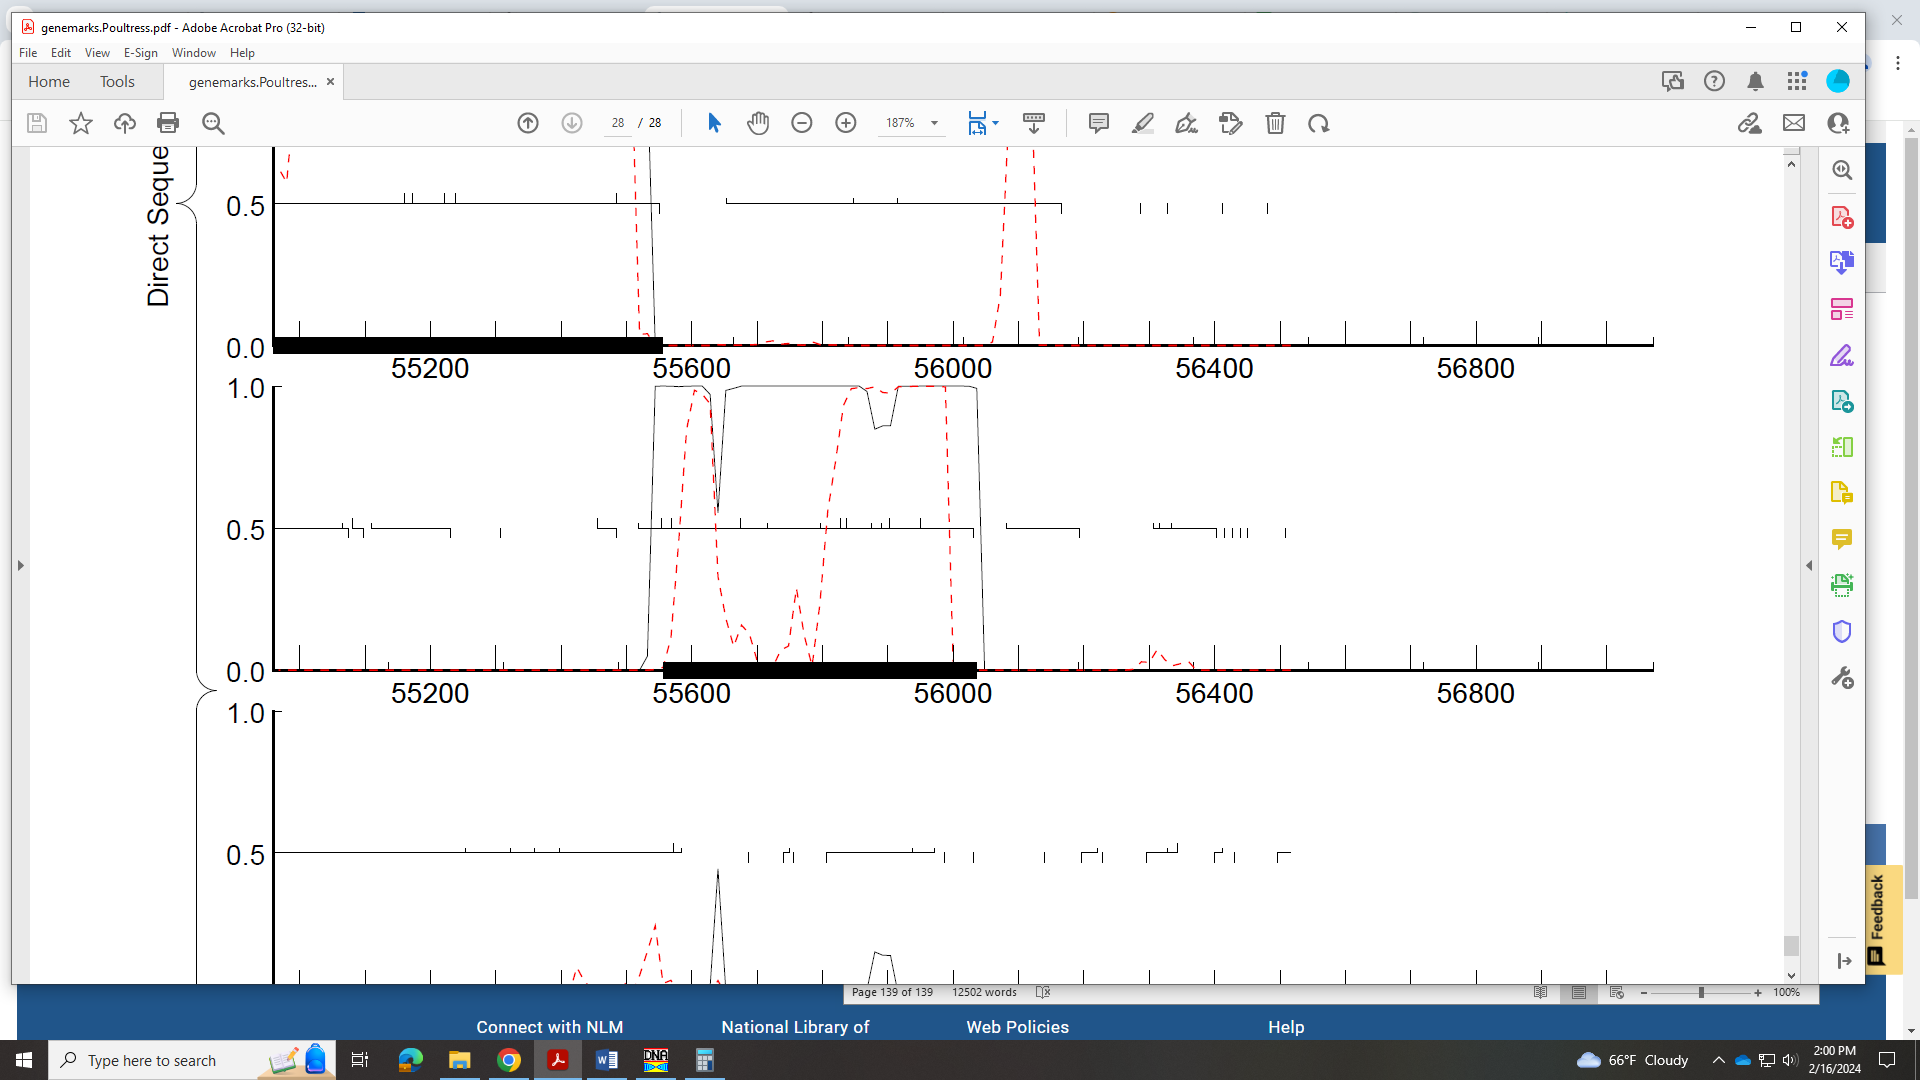 genemarks.Poultress.pdf - Adobe Acrobat Pro (32-bit)
File Edit View E-Sign Window Help
Home Tools genemarks.Poultres... ×
28 / 28 187%
Direct Seque
0.5
0.0
55200 55600 56000 56400 56800
1.0
0.5
0.0
55200 55600 56000 56400 56800
1.0
0.5
Feedback
Page 139 of 139 12502 words 100%
Connect with NLM National Library of Web Policies Help
Type here to search
DNA
66°F Cloudy
2:00 PM
2/16/2024